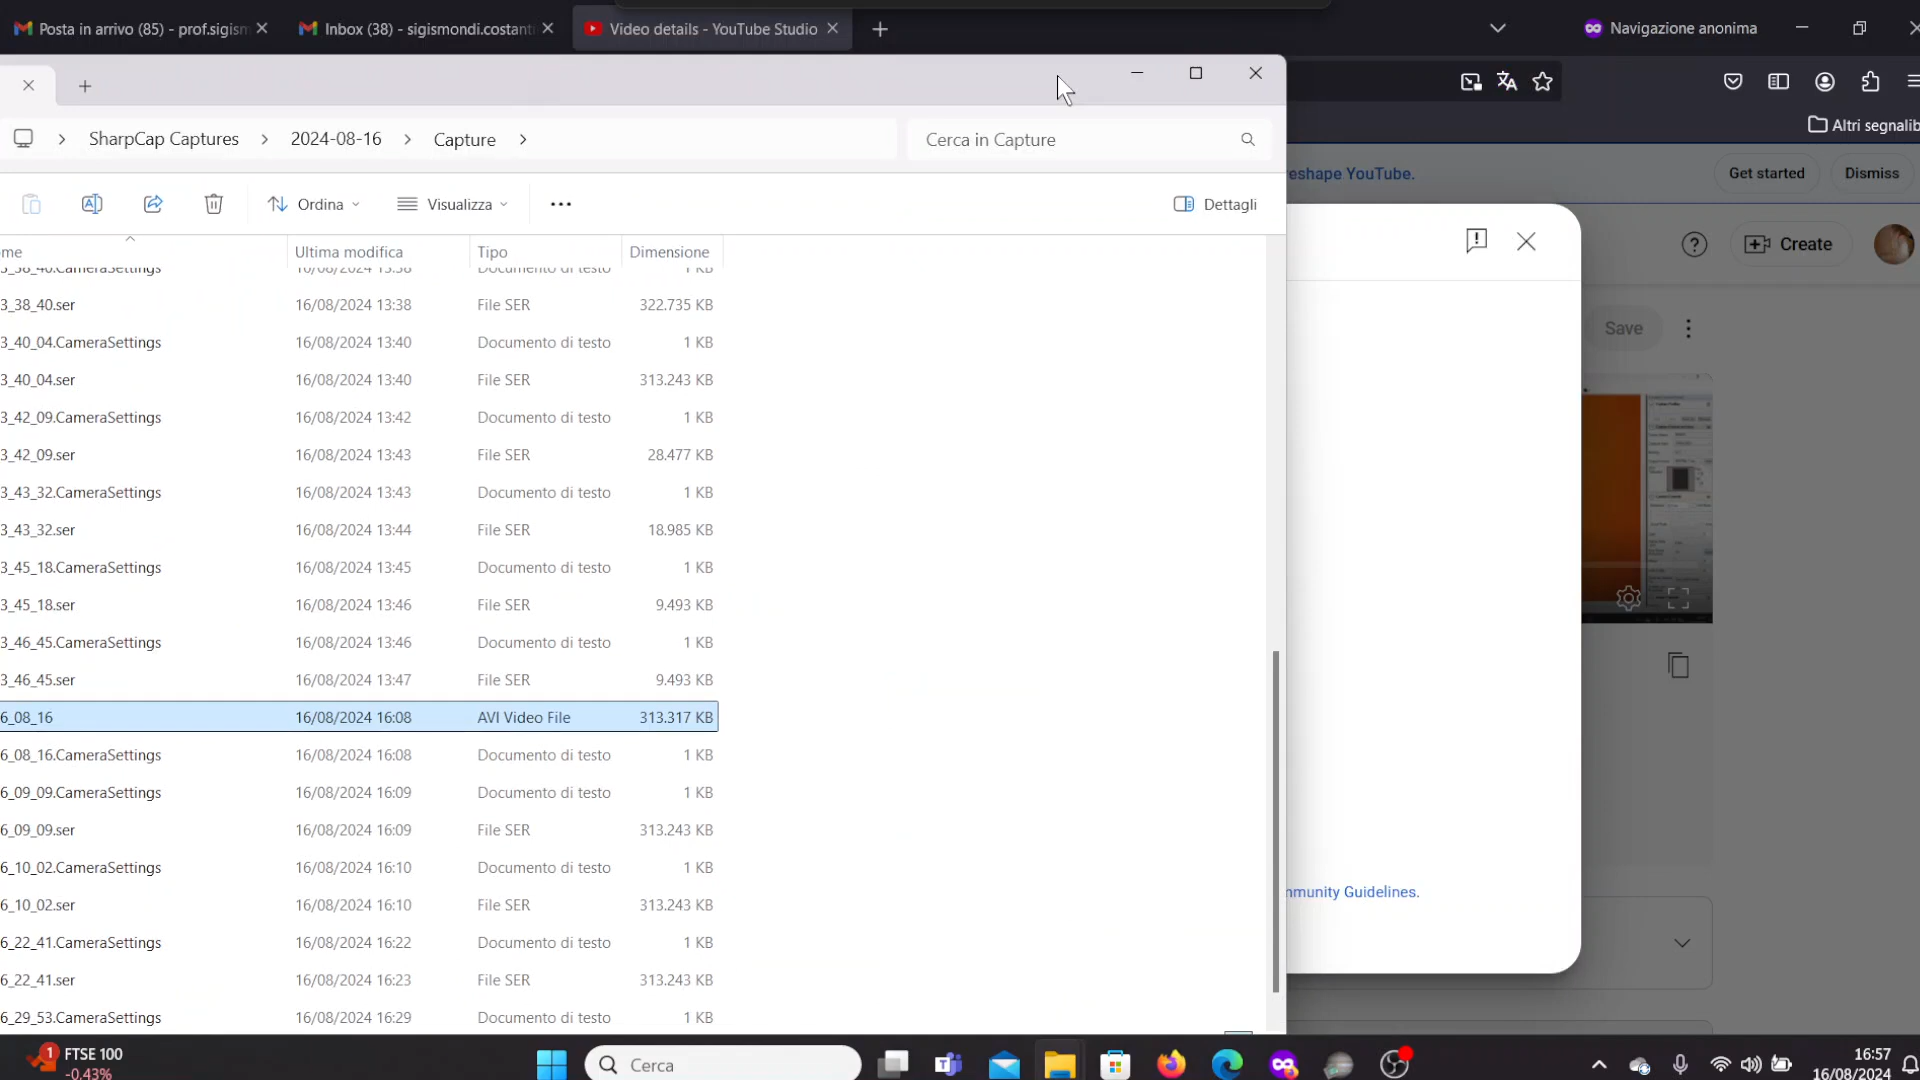 Posta in arrivo (85) - prof.sigism
Inbox (38) - sigismondi.costanti
Video details - YouTube Studio
Navigazione anonima
SharpCap Captures
2024-08-16
Capture
Cerca in Capture
Altri segnalib
eshape YouTube.
Get started
Dismiss
Ordina
Visualizza
Dettagli
Create
Save
me
Ultima modifica
Tipo
Dimensione
3_38_40.CameraSettings 16/08/2024 13:38 Documento di testo 1 KB
3_38_40.ser 16/08/2024 13:38 File SER 322.735 KB
3_40_04.CameraSettings 16/08/2024 13:40 Documento di testo 1 KB
3_40_04.ser 16/08/2024 13:40 File SER 313.243 KB
3_42_09.CameraSettings 16/08/2024 13:42 Documento di testo 1 KB
3_42_09.ser 16/08/2024 13:43 File SER 28.477 KB
3_43_32.CameraSettings 16/08/2024 13:43 Documento di testo 1 KB
3_43_32.ser 16/08/2024 13:44 File SER 18.985 KB
3_45_18.CameraSettings 16/08/2024 13:45 Documento di testo 1 KB
3_45_18.ser 16/08/2024 13:46 File SER 9.493 KB
3_46_45.CameraSettings 16/08/2024 13:46 Documento di testo 1 KB
3_46_45.ser 16/08/2024 13:47 File SER 9.493 KB
6_08_16 16/08/2024 16:08 AVI Video File 313.317 KB
6_08_16.CameraSettings 16/08/2024 16:08 Documento di testo 1 KB
6_09_09.CameraSettings 16/08/2024 16:09 Documento di testo 1 KB
6_09_09.ser 16/08/2024 16:09 File SER 313.243 KB
6_10_02.CameraSettings 16/08/2024 16:10 Documento di testo 1 KB
6_10_02.ser 16/08/2024 16:10 File SER 313.243 KB
6_22_41.CameraSettings 16/08/2024 16:22 Documento di testo 1 KB
6_22_41.ser 16/08/2024 16:23 File SER 313.243 KB
6_29_53.CameraSettings 16/08/2024 16:29 Documento di testo 1 KB
mmunity Guidelines.
1
FTSE 100
-0,43%
Cerca
16:57
16/08/2024